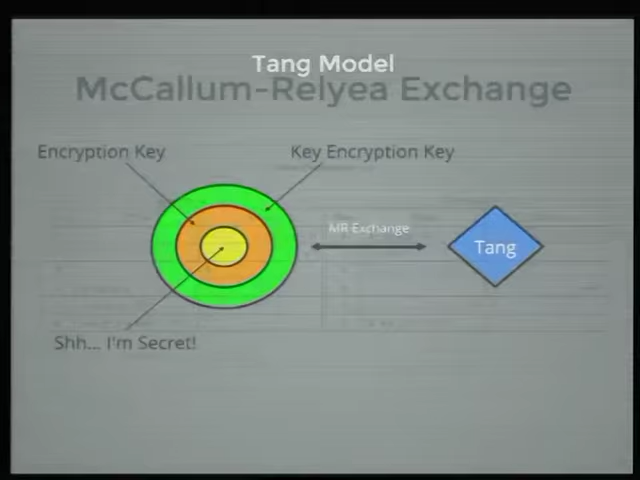 Tang Model
McCallum-Relyea Exchange
Encryption Key
Key Encryption Key
MR Exchange
Tang
Shh... I'm Secret!